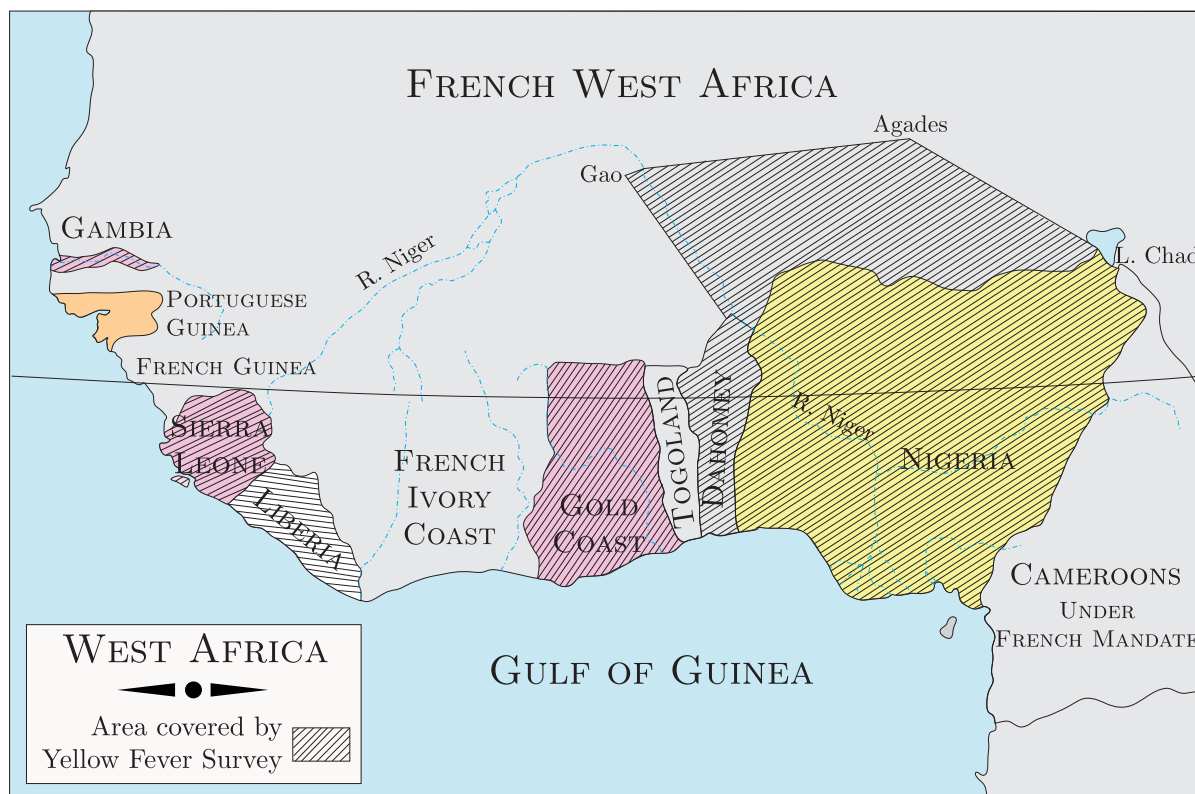 French West Africa
Agades
Gao
Gambia
R. Niger
L. Chad
Portuguese
Guinea
French Guinea
Sierra
Leone
Liberia
French
Ivory
Coast
Gold
Coast
Togoland
Dahomey
R. Niger
Nigeria
Cameroons
Under
French Mandate
Gulf of Guinea
West Africa
Area covered by
Yellow Fever Survey